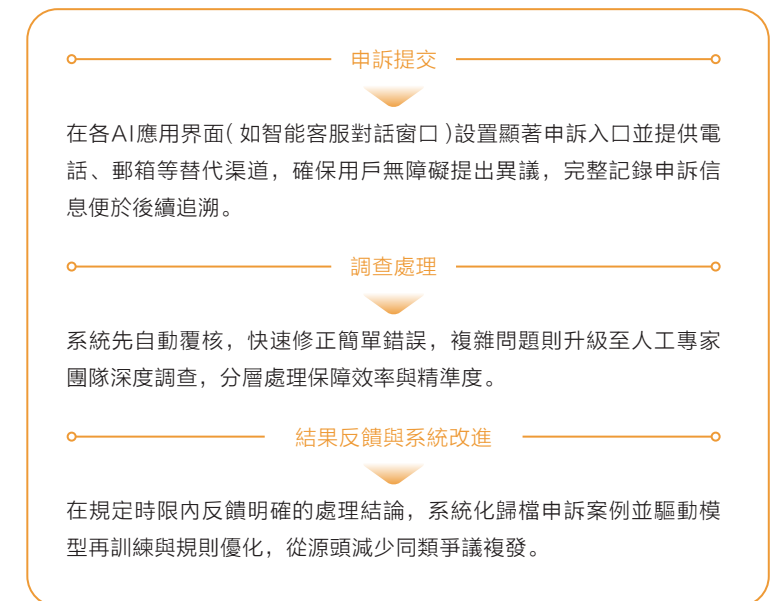 申訴提交
在各AI應用界面(如智能客服對話窗口)設置顯著申訴入口並提供電
話、郵箱等替代渠道，確保用戶無障礙提出異議，完整記錄申訴信
息便於後續追溯。
調查處理
系統先自動覆核，快速修正簡單錯誤，複雜問題則升級至人工專家
團隊深度調查，分層處理保障效率與精準度。
結果反饋與系統改進
在規定時限內反饋明確的處理結論，系統化歸檔申訴案例並驅動模
型再訓練與規則優化，從源頭減少同類爭議複發。